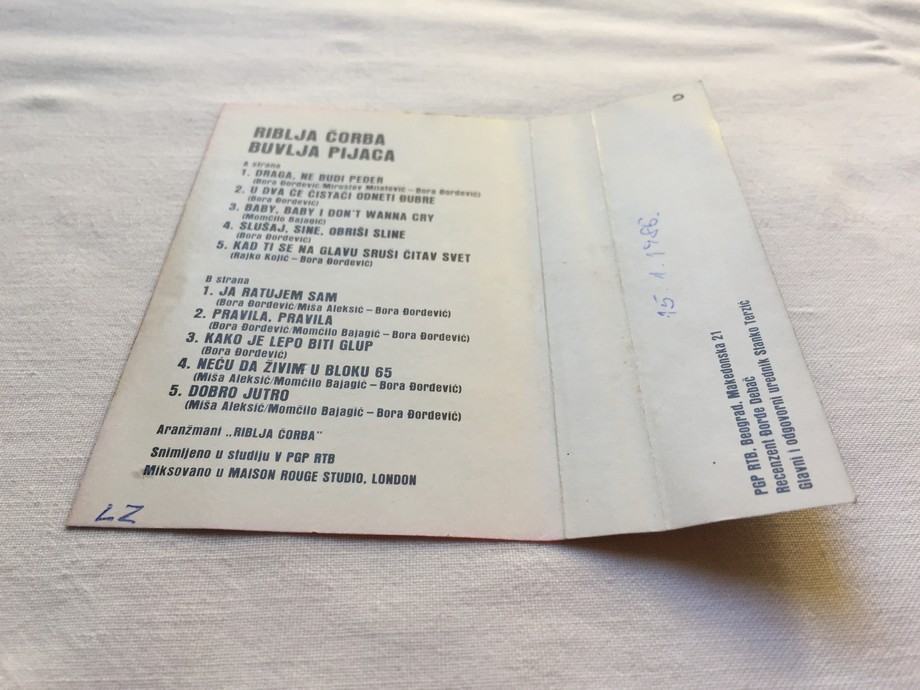 RIBLJA ČORBA
BUVLJA PIJACA
A strana
1. DRAGA, NE BUDI PEDER
(Bora Đorđević/Miroslav Milatović – Bora Đorđević)
2. U DVA ĆE ČISTAČI ODNETI ĐUBRE
(Bora Đorđević)
3. BABY, BABY I DON'T WANNA CRY
(Momčilo Bajagić)
4. SLUŠAJ, SINE, OBRIŠI SLINE
(Bora Đorđević)
5. KAD TI SE NA GLAVU SRUŠI ČITAV SVET
(Rajko Kojić – Bora Đorđević)
B strana
1. JA RATUJEM SAM
(Bora Đorđević/Miša Aleksić – Bora Đorđević)
2. PRAVILA, PRAVILA
(Bora Đorđević/Momčilo Bajagić – Bora Đorđević)
3. KAKO JE LEPO BITI GLUP
(Bora Đorđević)
4. NEĆU DA ŽIVIM U BLOKU 65
(Miša Aleksić/Momčilo Bajagić – Bora Đorđević)
5. DOBRO JUTRO
(Miša Aleksić/Momčilo Bajagić – Bora Đorđević)
Aranžmani „RIBLJA ČORBA"
Snimljeno u studiju V PGP RTB
Miksovano u MAISON ROUGE STUDIO, LONDON
LZ
15. 1. 1986.
PGP RTB, Beograd, Makedonska 21
Recenzent Đorđe Debač
Glavni i odgovorni urednik Stanko Terzić